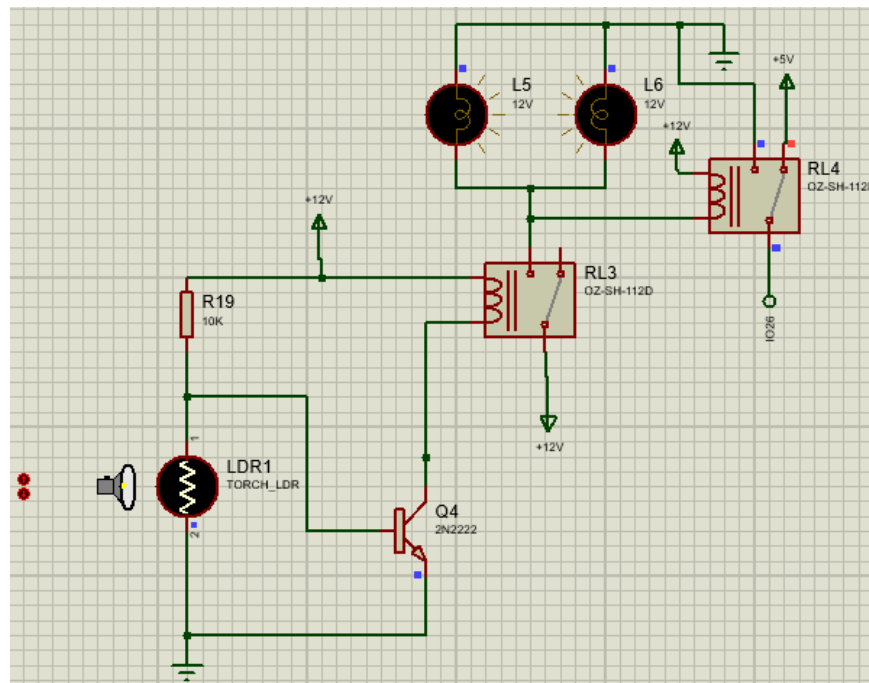 L5
12V
L6
12V
+5V
+12V
RL4
OZ-SH-112D
+12V
RL3
OZ-SH-112D
R19
10K
IO26
+12V
1
LDR1
TORCH_LDR
2
Q4
2N2222